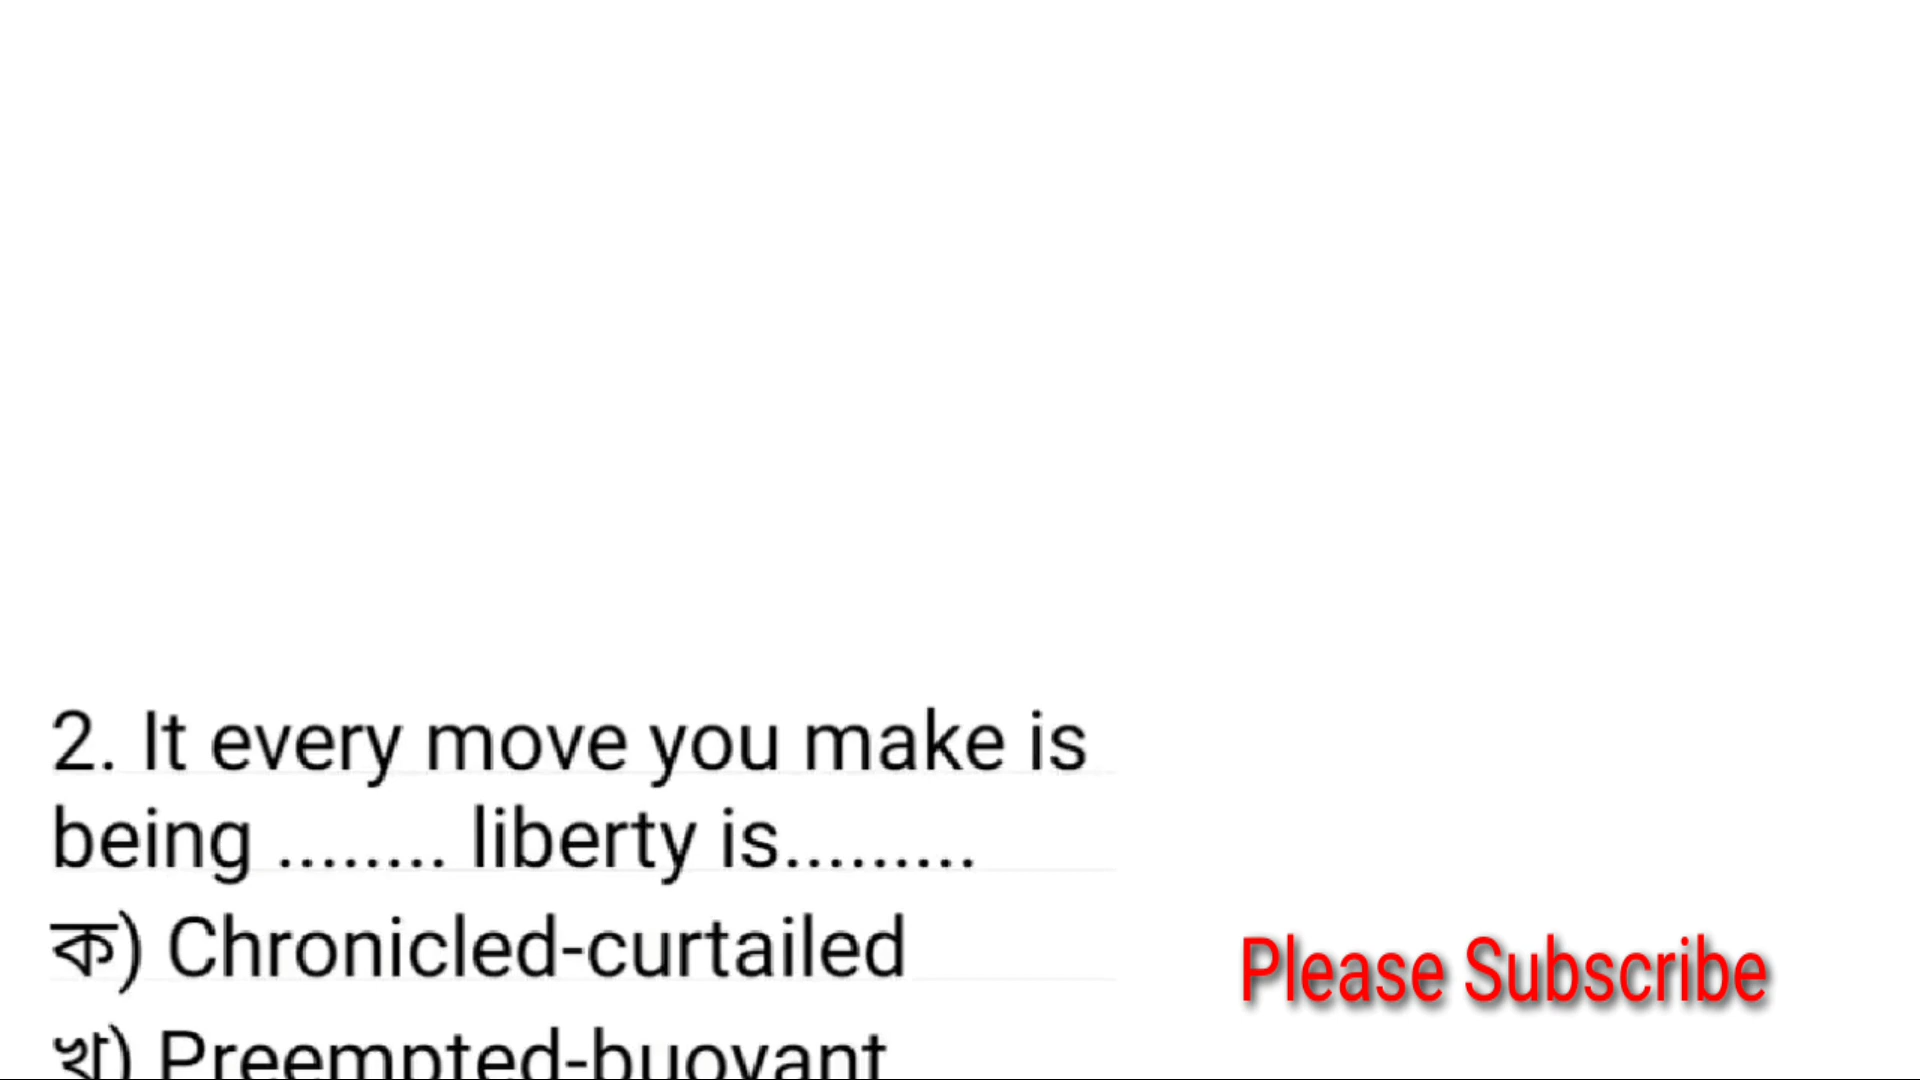 2. It every move you make is
being ........ liberty is.........
ক) Chronicled-curtailed
Please Subscribe
খ) Preempted-buoyant